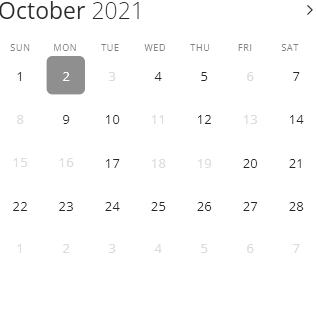 October 2021 >
SUN MON TUE WED THU FRI SAT
1 2 3 4 5 6 7
8 9 10 11 12 13 14
15 16 17 18 19 20 21
22 23 24 25 26 27 28
1 2 3 4 5 6 7